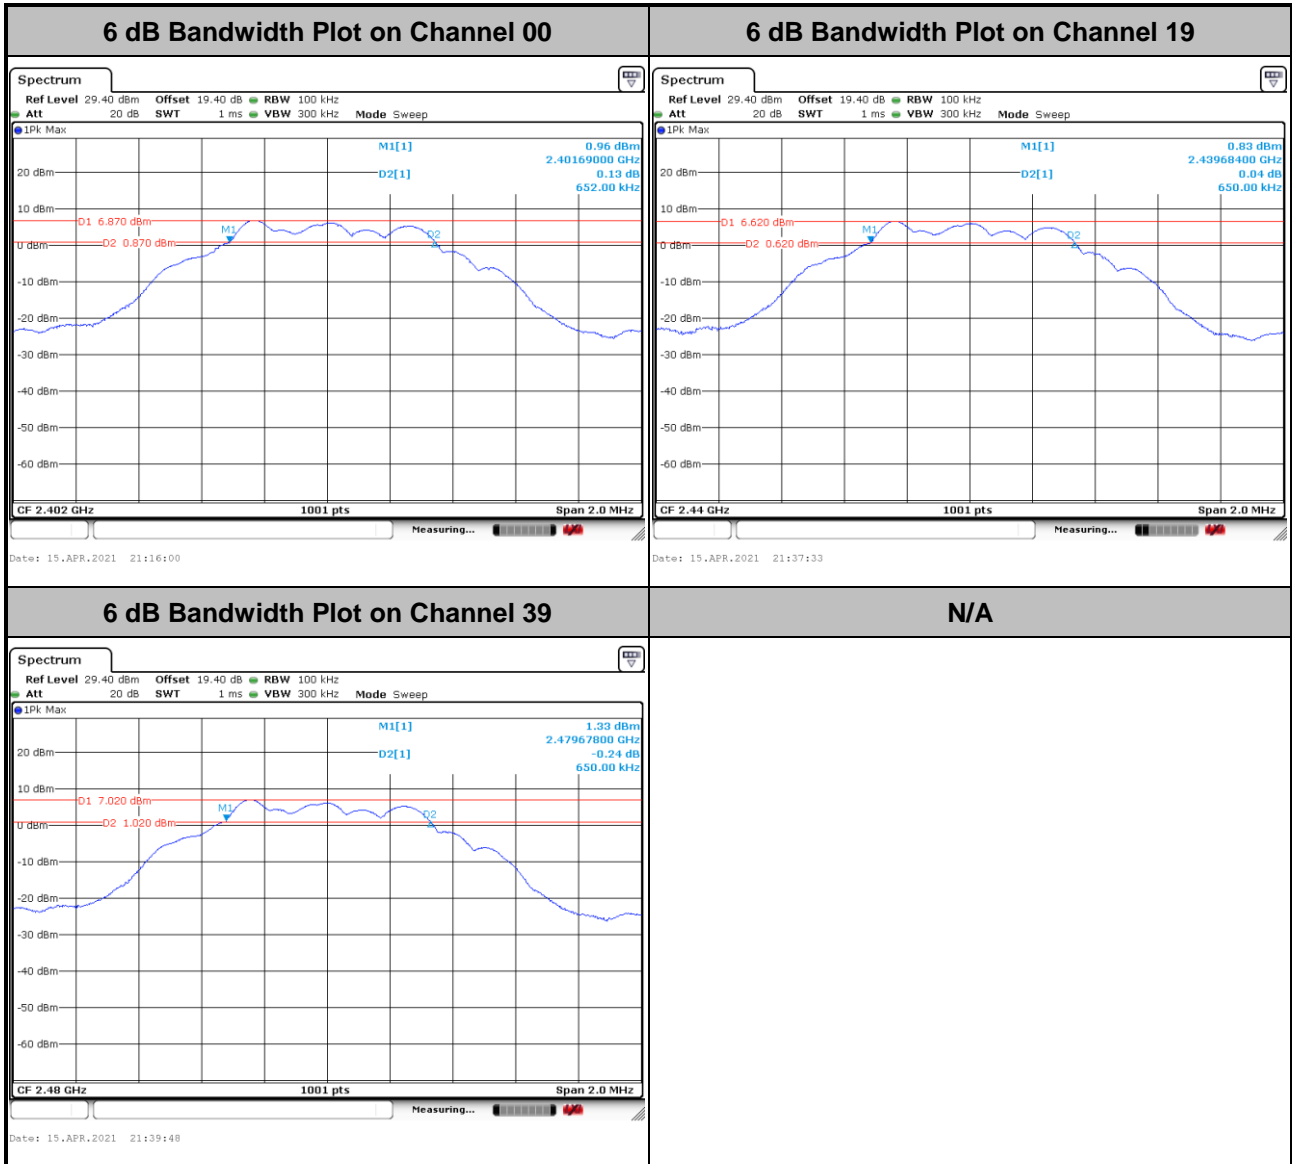 6 dB Bandwidth Plot on Channel 00
Spectrum
Ref Level 29.40 dBm Offset 19.40 dB RBW 100 kHz
Att 20 dB SWT 1 ms VBW 300 kHz Mode Sweep
1Pk Max
M1[1] 0.96 dBm
2.40169000 GHz
D2[1] 0.13 dB
652.00 kHz
20 dBm
10 dBm
D1 6.870 dBm
M1
D2
D2 0.870 dBm
0 dBm
-10 dBm
-20 dBm
-30 dBm
-40 dBm
-50 dBm
-60 dBm
CF 2.402 GHz 1001 pts Span 2.0 MHz
Measuring...
Date: 15.APR.2021 21:16:00
6 dB Bandwidth Plot on Channel 19
Spectrum
Ref Level 29.40 dBm Offset 19.40 dB RBW 100 kHz
Att 20 dB SWT 1 ms VBW 300 kHz Mode Sweep
1Pk Max
M1[1] 0.83 dBm
2.43968400 GHz
D2[1] 0.04 dB
650.00 kHz
20 dBm
10 dBm
D1 6.620 dBm
M1
D2
D2 0.620 dBm
0 dBm
-10 dBm
-20 dBm
-30 dBm
-40 dBm
-50 dBm
-60 dBm
CF 2.44 GHz 1001 pts Span 2.0 MHz
Measuring...
Date: 15.APR.2021 21:37:33
6 dB Bandwidth Plot on Channel 39
Spectrum
Ref Level 29.40 dBm Offset 19.40 dB RBW 100 kHz
Att 20 dB SWT 1 ms VBW 300 kHz Mode Sweep
1Pk Max
M1[1] 1.33 dBm
2.47967800 GHz
D2[1] -0.24 dB
650.00 kHz
20 dBm
10 dBm
D1 7.020 dBm
M1
D2
D2 1.020 dBm
0 dBm
-10 dBm
-20 dBm
-30 dBm
-40 dBm
-50 dBm
-60 dBm
CF 2.48 GHz 1001 pts Span 2.0 MHz
Measuring...
Date: 15.APR.2021 21:39:48
N/A